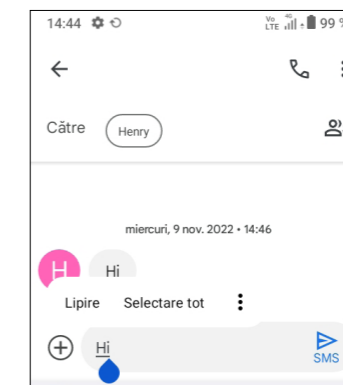 14:44 Vo LTE 4G 99 %
Către Henry
miercuri, 9 nov. 2022 • 14:46
H Hi
Lipire Selectare tot
Hi
SMS